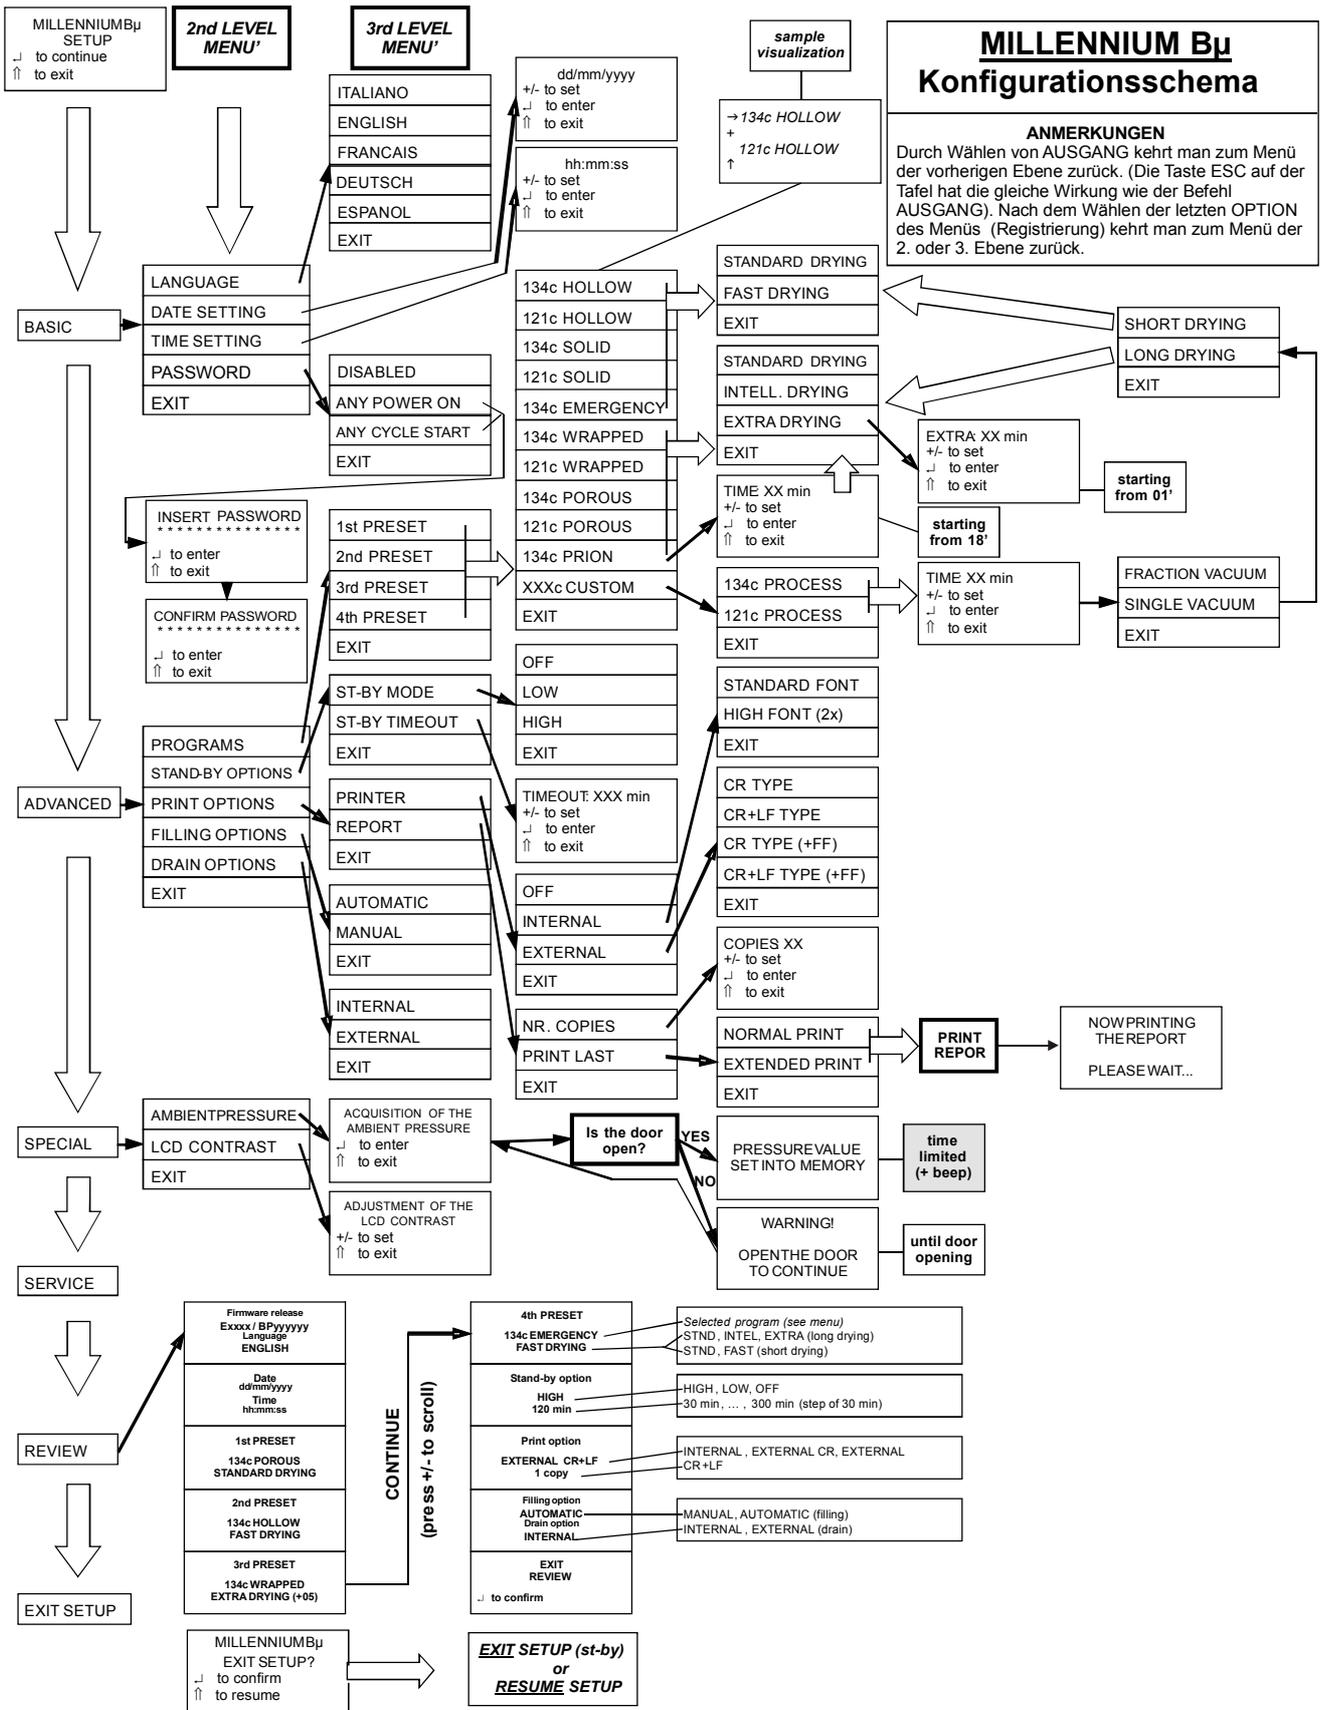 MILLENNIUM Bµ
SETUP
↵ to continue
⇑ to exit
2nd LEVEL
MENU’
3rd LEVEL
MENU’
sample
visualization
MILLENNIUM Bµ
Konfigurationsschema
ANMERKUNGEN
Durch Wählen von AUSGANG kehrt man zum Menü
der vorherigen Ebene zurück. (Die Taste ESC auf der
Tafel hat die gleiche Wirkung wie der Befehl
AUSGANG). Nach dem Wählen der letzten OPTION
des Menüs (Registrierung) kehrt man zum Menü der
2. oder 3. Ebene zurück.
ITALIANO
ENGLISH
FRANCAIS
DEUTSCH
ESPANOL
EXIT
dd/mm/yyyy
+/- to set
↵ to enter
⇑ to exit
hh:mm:ss
+/- to set
↵ to enter
⇑ to exit
→134c HOLLOW
+
121c HOLLOW
↑
BASIC
LANGUAGE
DATE SETTING
TIME SETTING
PASSWORD
EXIT
DISABLED
ANY POWER ON
ANY CYCLE START
EXIT
INSERT PASSWORD
* * * * * * * * * * * * * * *
↵ to enter
⇑ to exit
CONFIRM PASSWORD
* * * * * * * * * * * * * * *
↵ to enter
⇑ to exit
1st PRESET
2nd PRESET
3rd PRESET
4th PRESET
EXIT
134c HOLLOW
121c HOLLOW
134c SOLID
121c SOLID
134c EMERGENCY
134c WRAPPED
121c WRAPPED
134c POROUS
121c POROUS
134c PRION
XXXc CUSTOM
EXIT
STANDARD DRYING
FAST DRYING
EXIT
STANDARD DRYING
INTELL. DRYING
EXTRA DRYING
EXIT
SHORT DRYING
LONG DRYING
EXIT
EXTRA: XX min
+/- to set
↵ to enter
⇑ to exit
starting
from 01’
TIME XX min
+/- to set
↵ to enter
⇑ to exit
starting
from 18’
134c PROCESS
121c PROCESS
EXIT
TIME XX min
+/- to set
↵ to enter
⇑ to exit
FRACTION VACUUM
SINGLE VACUUM
EXIT
ADVANCED
PROGRAMS
STAND-BY OPTIONS
PRINT OPTIONS
FILLING OPTIONS
DRAIN OPTIONS
EXIT
ST-BY MODE
ST-BY TIMEOUT
EXIT
OFF
LOW
HIGH
EXIT
TIMEOUT: XXX min
+/- to set
↵ to enter
⇑ to exit
PRINTER
REPORT
EXIT
AUTOMATIC
MANUAL
EXIT
INTERNAL
EXTERNAL
EXIT
OFF
INTERNAL
EXTERNAL
EXIT
STANDARD FONT
HIGH FONT (2x)
EXIT
CR TYPE
CR+LF TYPE
CR TYPE (+FF)
CR+LF TYPE (+FF)
EXIT
NR. COPIES
PRINT LAST
EXIT
COPIES XX
+/- to set
↵ to enter
⇑ to exit
NORMAL PRINT
EXTENDED PRINT
EXIT
PRINT
REPOR
NOW PRINTING
THE REPORT
PLEASE WAIT...
SPECIAL
AMBIENT PRESSURE
LCD CONTRAST
EXIT
ACQUISITION OF THE
AMBIENT PRESSURE
↵ to enter
⇑ to exit
ADJUSTMENT OF THE
LCD CONTRAST
+/- to set
⇑ to exit
Is the door
open?
YES
NO
PRESSURE VALUE
SET INTO MEMORY
time
limited
(+ beep)
WARNING!
OPEN THE DOOR
TO CONTINUE
until door
opening
SERVICE
REVIEW
EXIT SETUP
Firmware release
Exxxx / BPyyyyyy
Language
ENGLISH
Date
dd/mm/yyyy
Time
hh:mm:ss
1st PRESET
134c POROUS
STANDARD DRYING
2nd PRESET
134c HOLLOW
FAST DRYING
3rd PRESET
134c WRAPPED
EXTRA DRYING (+05)
CONTINUE
(press +/- to scroll)
4th PRESET
134c EMERGENCY
FAST DRYING
Selected program (see menu)
STND, INTEL, EXTRA (long drying)
STND, FAST (short drying)
Stand-by option
HIGH
120 min
HIGH, LOW, OFF
30 min, ... , 300 min (step of 30 min)
Print option
EXTERNAL CR+LF
1 copy
INTERNAL, EXTERNAL CR, EXTERNAL
CR+LF
Filling option
AUTOMATIC
Drain option
INTERNAL
MANUAL, AUTOMATIC (filling)
INTERNAL, EXTERNAL (drain)
EXIT
REVIEW
↵ to confirm
MILLENNIUM Bµ
EXIT SETUP?
↵ to confirm
⇑ to resume
EXIT SETUP (st-by)
or
RESUME SETUP